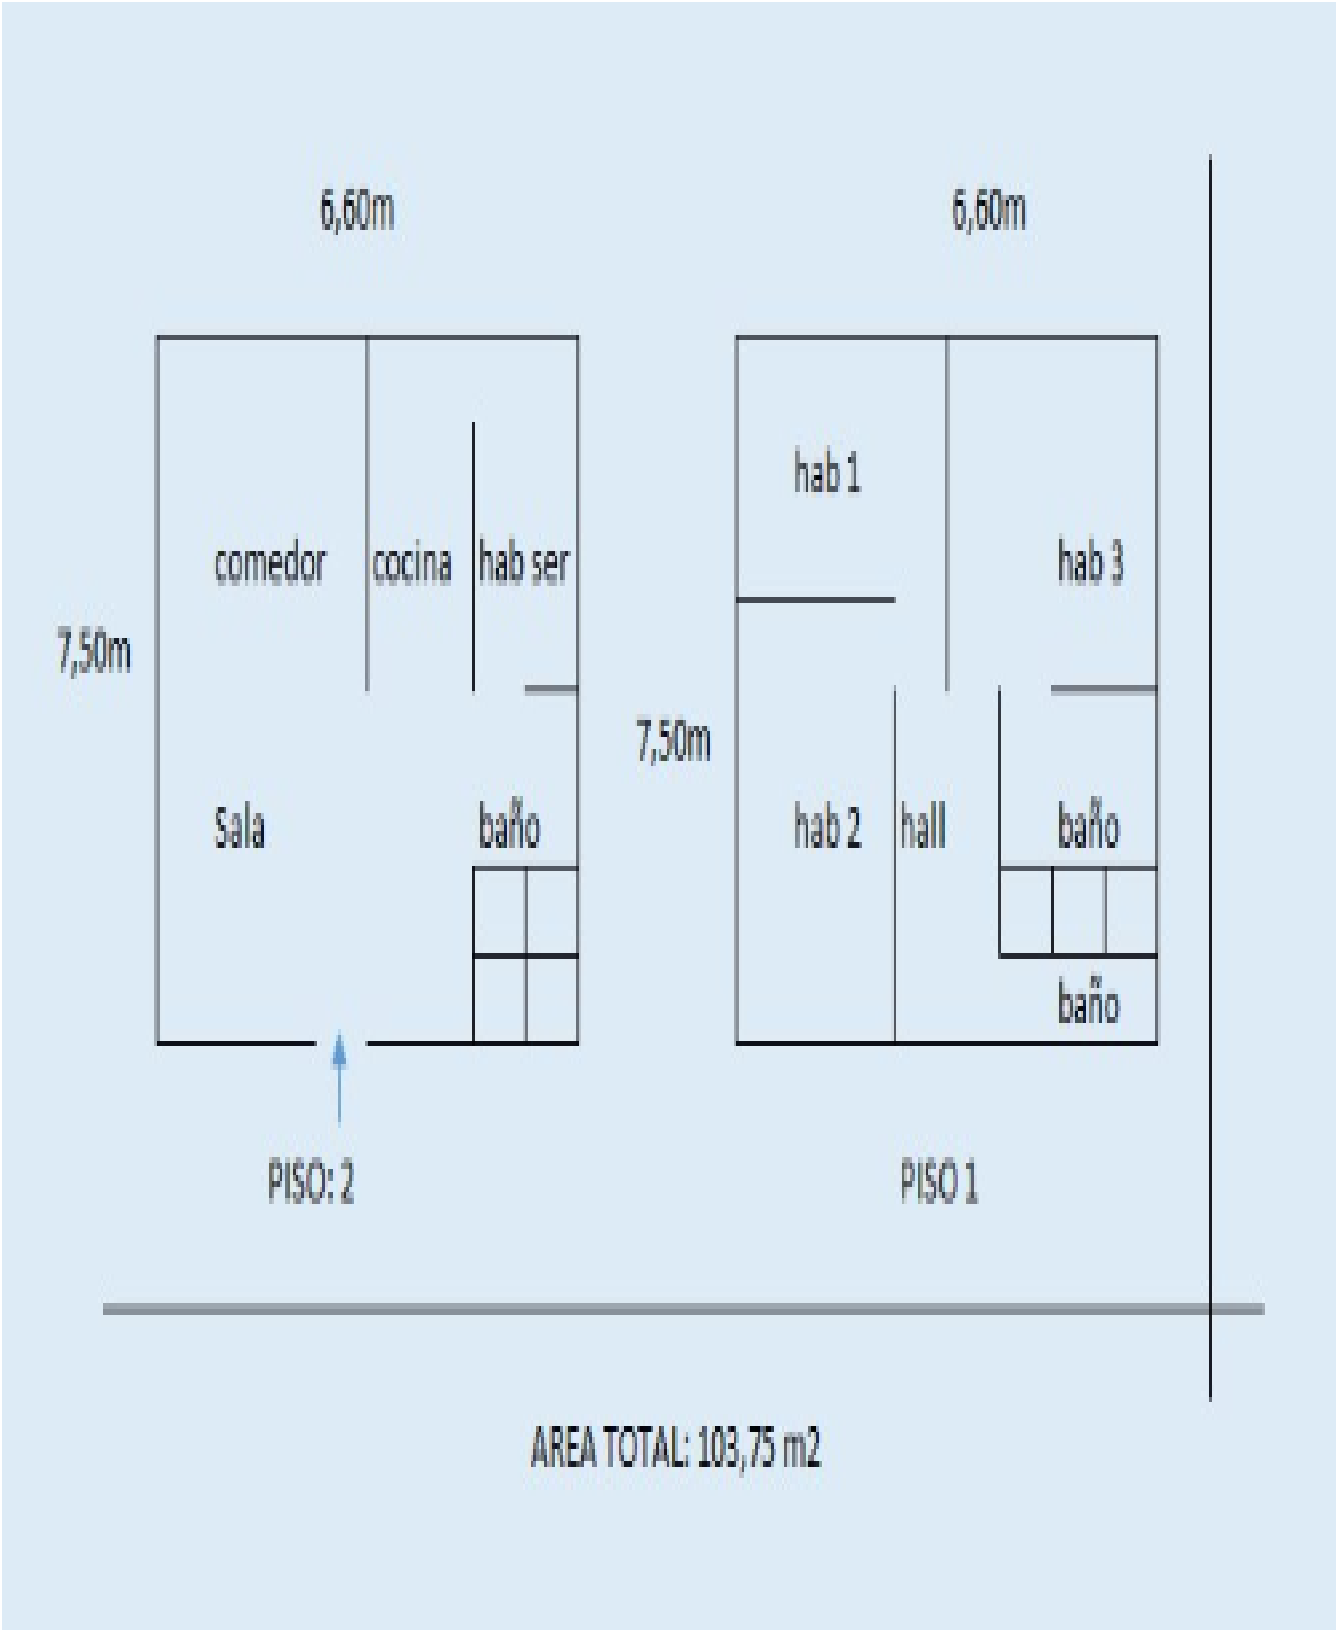 6,60m
6,60m
hab 1
comedor
cocina
hab ser
hab 3
7,50m
7,50m
Sala
baño
hab 2
hall
baño
baño
PISO: 2
PISO 1
AREA TOTAL: 103,75 m2